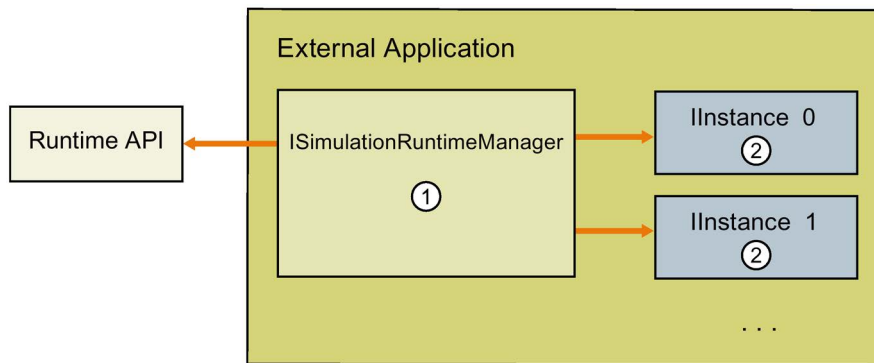 External Application
Runtime API
ISimulationRuntimeManager
1
IInstance 0
2
IInstance 1
2
. . .